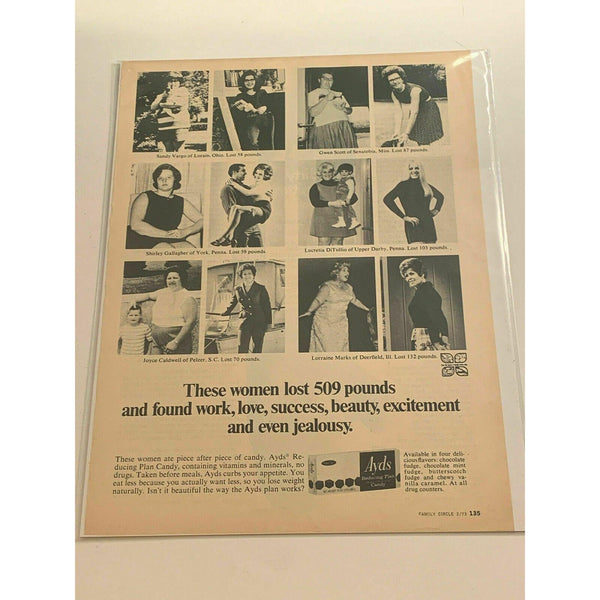 Sandy Varga of Lorain, Ohio. Lost 58 pounds.
Gwen Scott of Senatobia, Miss. Lost 87 pounds.
Shirley Gallagher of York, Penna. Lost 59 pounds.
Lucretia DiTullio of Upper Darby, Penna. Lost 103 pounds.
Joyce Caldwell of Pelzer, S.C. Lost 70 pounds.
Lorraine Marks of Deerfield, Ill. Lost 132 pounds.
These women lost 509 pounds
and found work, love, success, beauty, excitement
and even jealousy.
These women ate piece after piece of candy. Ayds® Re-
ducing Plan Candy, containing vitamins and minerals, no
drugs. Taken before meals, Ayds curbs your appetite. You
eat less because you actually want less, so you lose weight
naturally. Isn't it beautiful the way the Ayds plan works?
Ayds
Reducing Plan
Candy
Available in four deli-
cious flavors: chocolate
fudge, chocolate mint
fudge, butterscotch
fudge and chewy va-
nilla caramel. At all
drug counters.
FAMILY CIRCLE 3/73 135